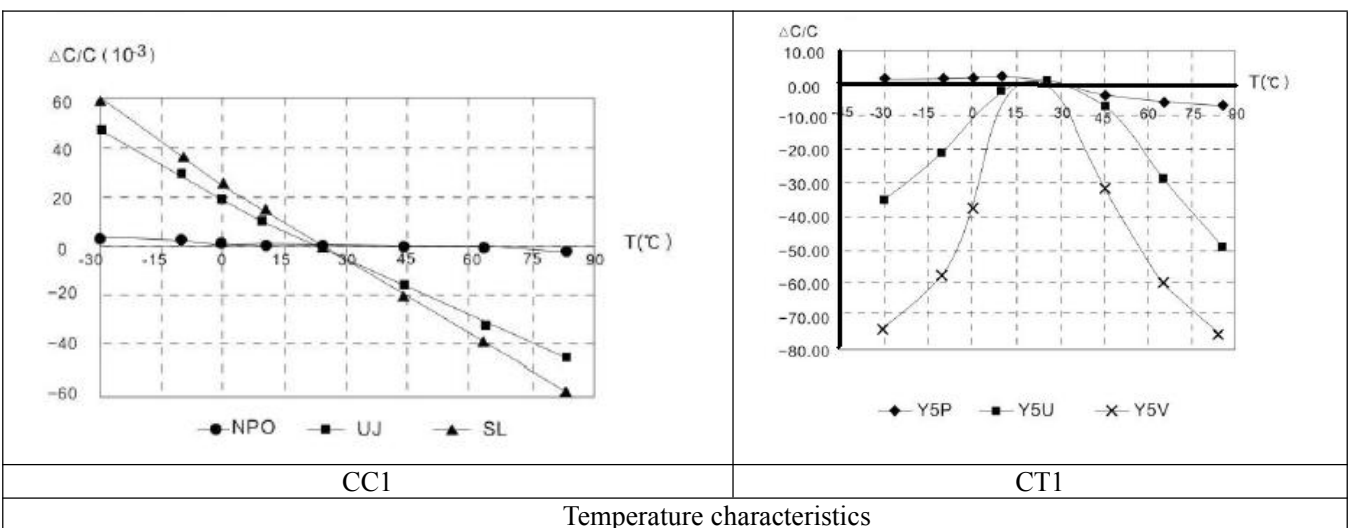 △C/C (10-3)
60
40
20
0
-20
-40
-60
-30 -15 0 15 30 45 60 75 90
T(℃)
NPO UJ SL
△C/C
10.00
0.00
-10.00
-20.00
-30.00
-40.00
-50.00
-60.00
-70.00
-80.00
-45 -30 -15 0 15 30 45 60 75 90
T(℃)
Y5P Y5U Y5V
CC1 CT1
Temperature characteristics